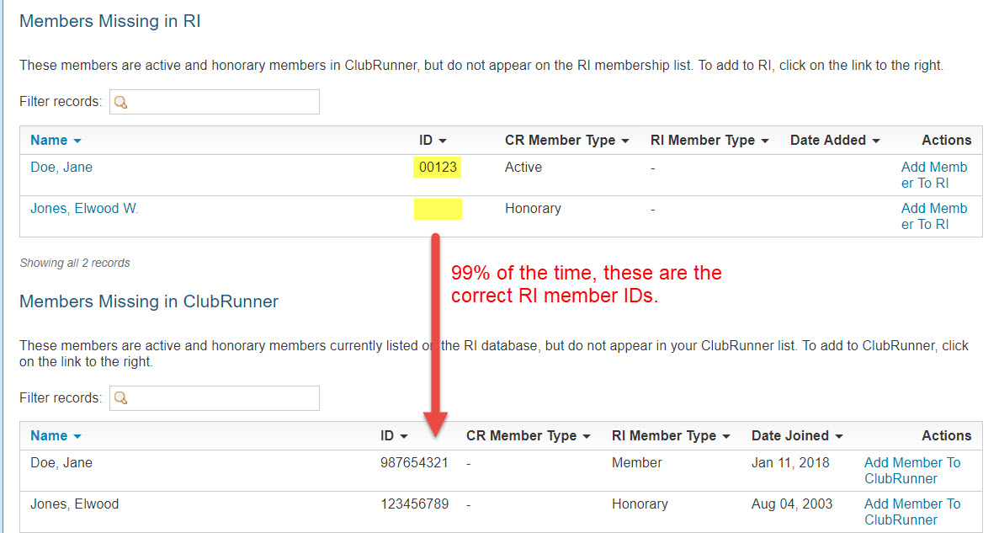 Members Missing in RI
These members are active and honorary members in ClubRunner, but do not appear on the RI membership list. To add to RI, click on the link to the right.
Filter records:
Name ID CR Member Type RI Member Type Date Added Actions
Doe, Jane 00123 Active - Add Memb
er To RI
Jones, Elwood W. Honorary - Add Memb
er To RI
Showing all 2 records
99% of the time, these are the
correct RI member IDs.
Members Missing in ClubRunner
These members are active and honorary members currently listed on the RI database, but do not appear in your ClubRunner list. To add to ClubRunner, click
on the link to the right.
Filter records:
Name ID CR Member Type RI Member Type Date Joined Actions
Doe, Jane 987654321 - Member Jan 11, 2018 Add Member To
ClubRunner
Jones, Elwood 123456789 - Honorary Aug 04, 2003 Add Member To
ClubRunner